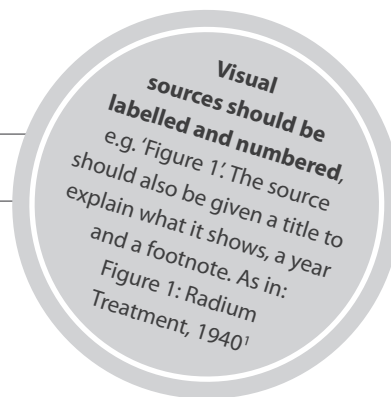 Visual
sources should be
labelled and numbered,
e.g. ‘Figure 1’. The source
should also be given a title to
explain what it shows, a year
and a footnote. As in:
Figure 1: Radium
Treatment, 1940¹